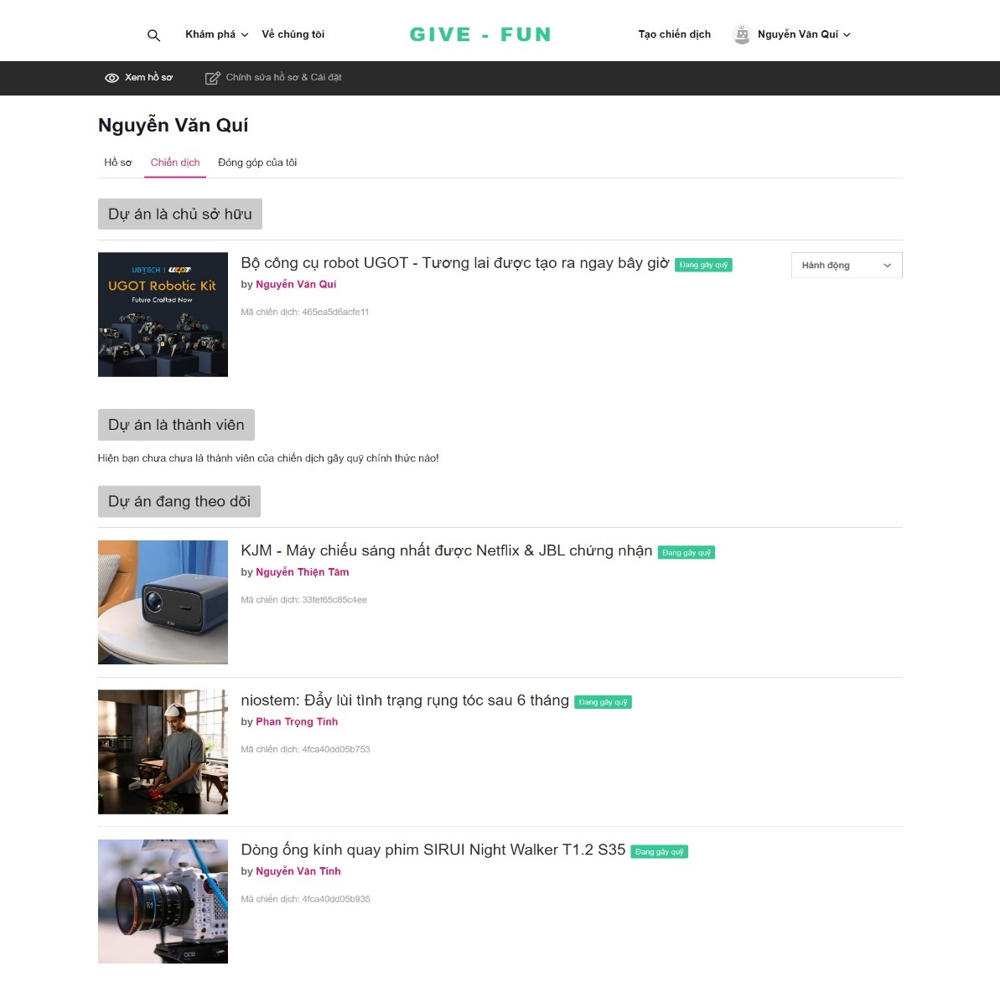 Khám phá
Về chúng tôi
GIVE - FUN
Tạo chiến dịch
Nguyễn Văn Quí
Xem hồ sơ
Chỉnh sửa hồ sơ & Cài đặt
Nguyễn Văn Quí
Hồ sơ
Chiến dịch
Đóng góp của tôi
Dự án là chủ sở hữu
UBTECH | UGOT
UGOT Robotic Kit
Future Crafted Now
Bộ công cụ robot UGOT - Tương lai được tạo ra ngay bây giờ
Đang gây quỹ
Hành động
by Nguyễn Văn Quí
Mã chiến dịch: 465ea5d6acfe11
Dự án là thành viên
Hiện bạn chưa chưa là thành viên của chiến dịch gây quỹ chính thức nào!
Dự án đang theo dõi
KJM - Máy chiếu sáng nhất được Netflix & JBL chứng nhận
Đang gây quỹ
by Nguyễn Thiện Tâm
Mã chiến dịch: 33fef65c85c4ee
niostem: Đẩy lùi tình trạng rụng tóc sau 6 tháng
Đang gây quỹ
by Phan Trọng Tính
Mã chiến dịch: 4fca40dd05b753
Dòng ống kính quay phim SIRUI Night Walker T1.2 S35
Đang gây quỹ
by Nguyễn Văn Tính
Mã chiến dịch: 4fca40dd05b935